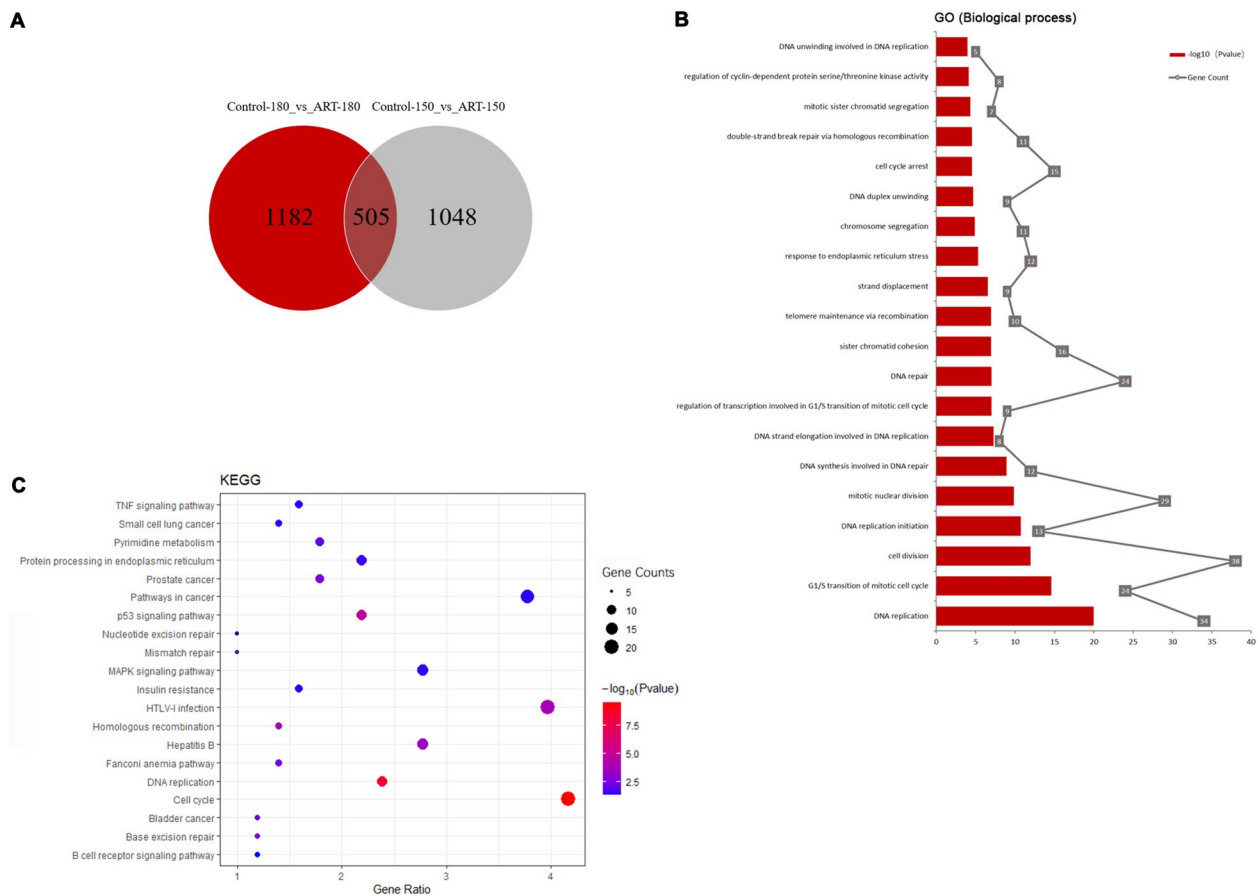 A
Control-180_vs_ART-180 Control-150_vs_ART-150
1182 505 1048
B
GO (Biological process)
-log10 (Pvalue)
Gene Count
DNA unwinding involved in DNA replication 5
regulation of cyclin-dependent protein serine/threonine kinase activity 8
mitotic sister chromatid segregation 7
double-strand break repair via homologous recombination 11
cell cycle arrest 15
DNA duplex unwinding 9
chromosome segregation 11
response to endoplasmic reticulum stress 12
strand displacement 9
telomere maintenance via recombination 10
sister chromatid cohesion 16
DNA repair 24
regulation of transcription involved in G1/S transition of mitotic cell cycle 9
DNA strand elongation involved in DNA replication 8
DNA synthesis involved in DNA repair 12
mitotic nuclear division 29
DNA replication initiation 13
cell division 38
G1/S transition of mitotic cell cycle 24
DNA replication 34
0 5 10 15 20 25 30 35 40
C
KEGG
TNF signaling pathway
Small cell lung cancer
Pyrimidine metabolism
Protein processing in endoplasmic reticulum
Prostate cancer
Pathways in cancer
p53 signaling pathway
Nucleotide excision repair
Mismatch repair
MAPK signaling pathway
Insulin resistance
HTLV-I infection
Homologous recombination
Hepatitis B
Fanconi anemia pathway
DNA replication
Cell cycle
Bladder cancer
Base excision repair
B cell receptor signaling pathway
1 2 3 4
Gene Ratio
Gene Counts
5
10
15
20
-log10(Pvalue)
7.5
5.0
2.5